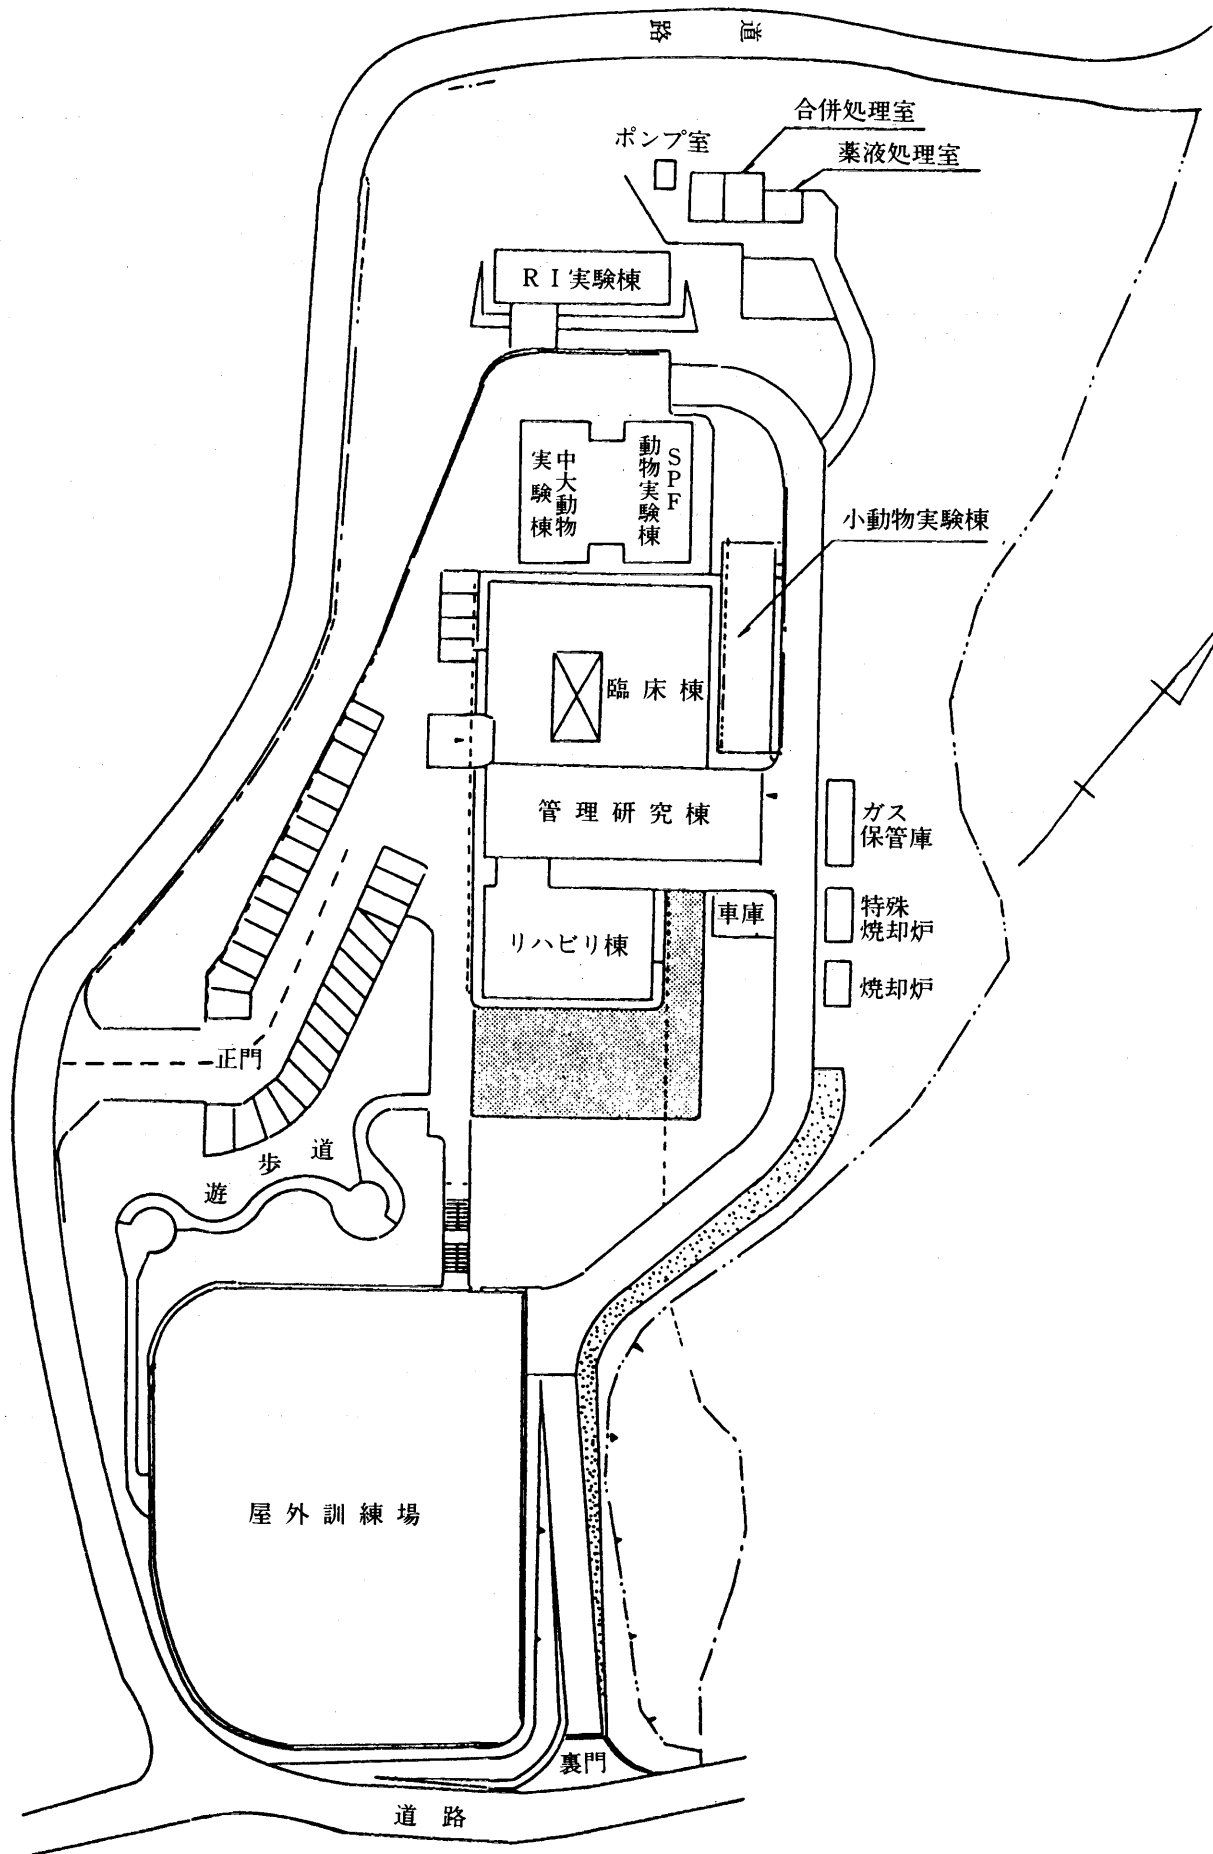 道路
合併処理室
ポンプ室
薬液処理室
RI実験棟
中大動物
実験棟
SPF
動物実験棟
小動物実験棟
臨床棟
管理研究棟
ガス
保管庫
特殊
焼却炉
車庫
リハビリ棟
焼却炉
正門
遊歩道
屋外訓練場
裏門
道路